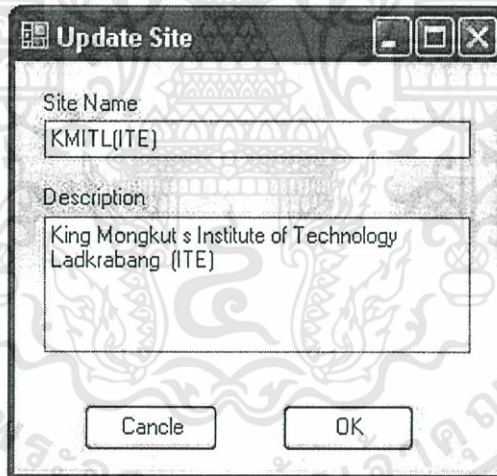 Update Site
Site Name
KMITL(ITE)
Description
King Mongkut s Institute of Technology
Ladkrabang (ITE)
Cancle
OK